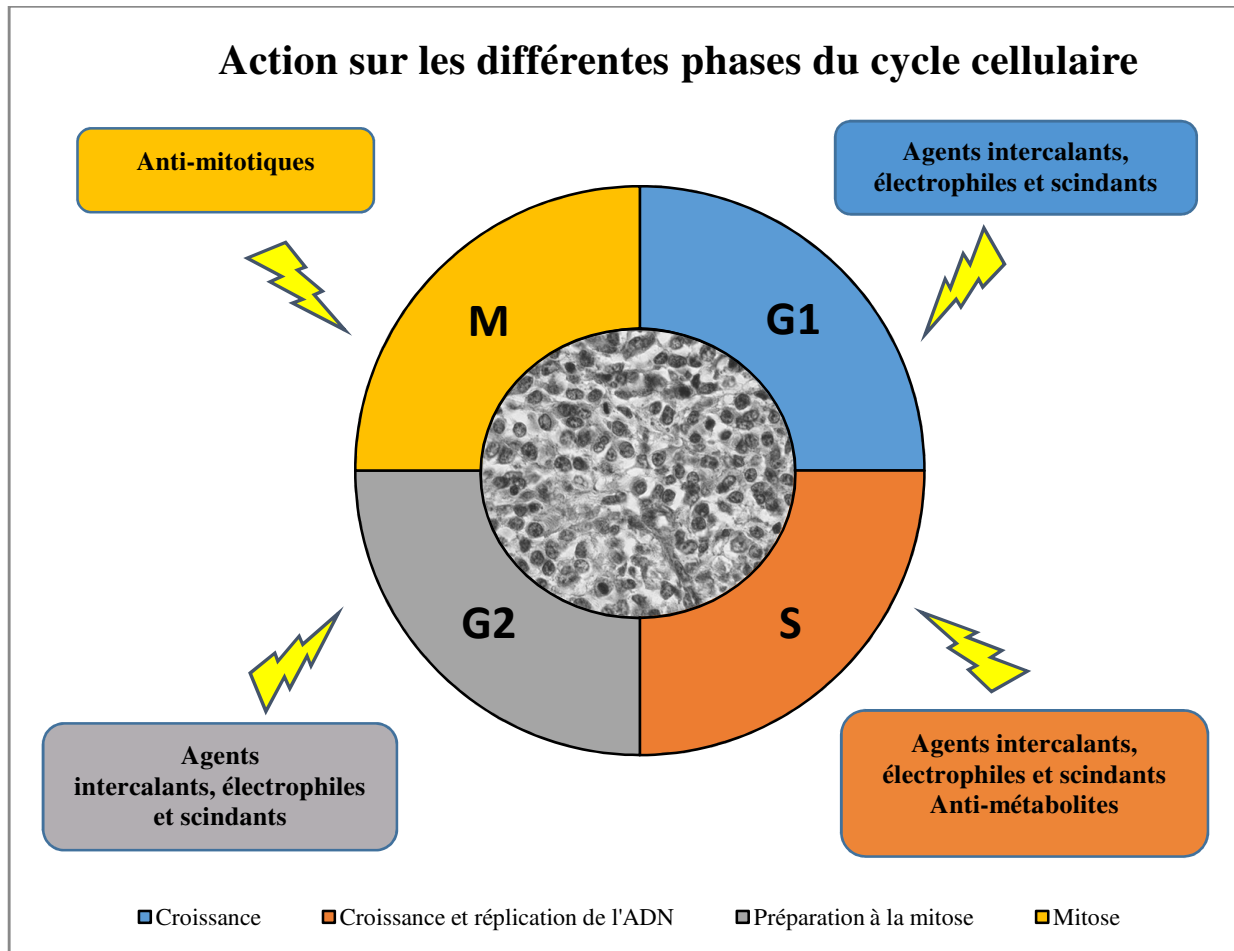 Action sur les différentes phases du cycle cellulaire
Anti-mitotiques
Agents intercalants,
électrophiles et scindants
M
G1
G2
S
Agents
intercalants, électrophiles
et scindants
Agents intercalants,
électrophiles et scindants
Anti-métabolites
Croissance
Croissance et réplication de l'ADN
Préparation à la mitose
Mitose